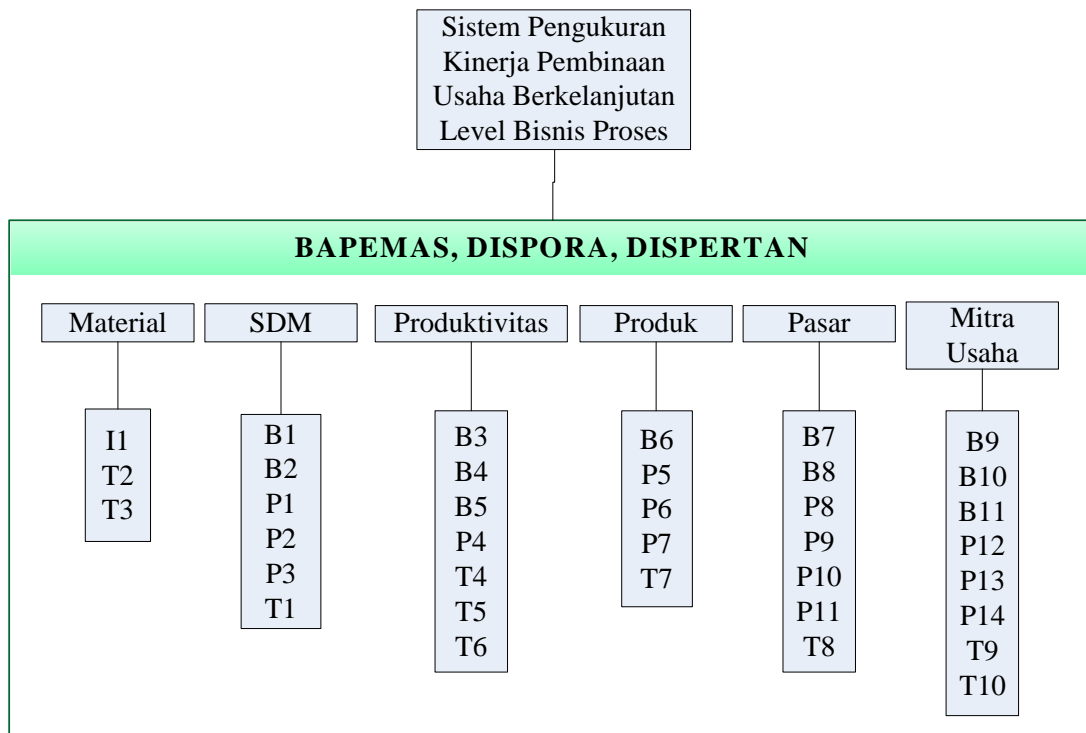 Sistem Pengukuran
Kinerja Pembinaan
Usaha Berkelanjutan
Level Bisnis Proses
BAPEMAS, DISPORA, DISPERTAN
Material
I1
T2
T3
SDM
B1
B2
P1
P2
P3
T1
Produktivitas
B3
B4
B5
P4
T4
T5
T6
Produk
B6
P5
P6
P7
T7
Pasar
B7
B8
P8
P9
P10
P11
T8
Mitra
Usaha
B9
B10
B11
P12
P13
P14
T9
T10